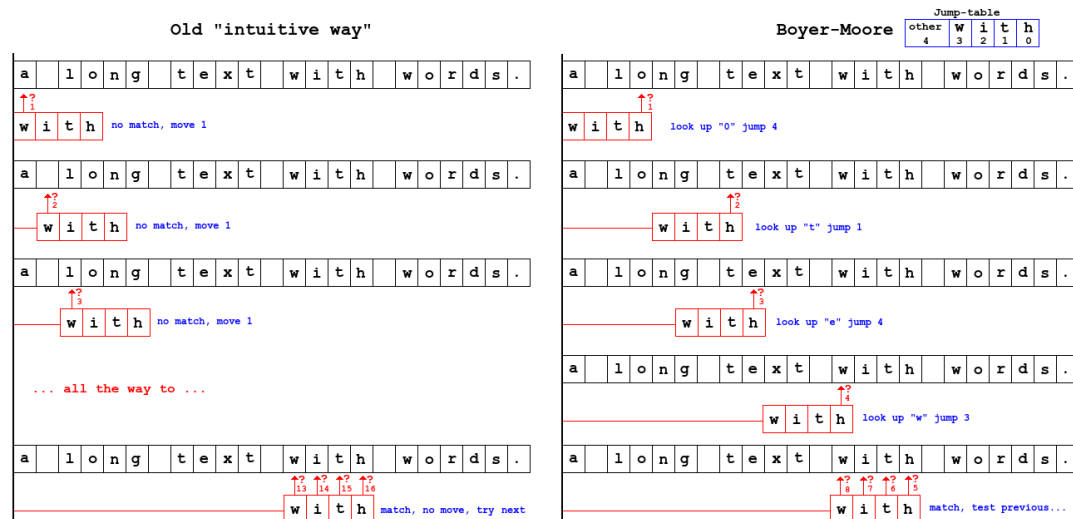 Old "intuitive way"
a long text with words.
?
1
with no match, move 1
a long text with words.
?
2
with no match, move 1
a long text with words.
?
3
with no match, move 1
... all the way to ...
a long text with words.
? ? ? ?
13 14 15 16
with match, no move, try next
Jump-table
Boyer-Moore other w i t h
4 3 2 1 0
a long text with words.
?
1
with look up "0" jump 4
a long text with words.
?
2
with look up "t" jump 1
a long text with words.
?
3
with look up "e" jump 4
a long text with words.
?
4
with look up "w" jump 3
a long text with words.
? ? ? ?
8 7 6 5
with match, test previous...